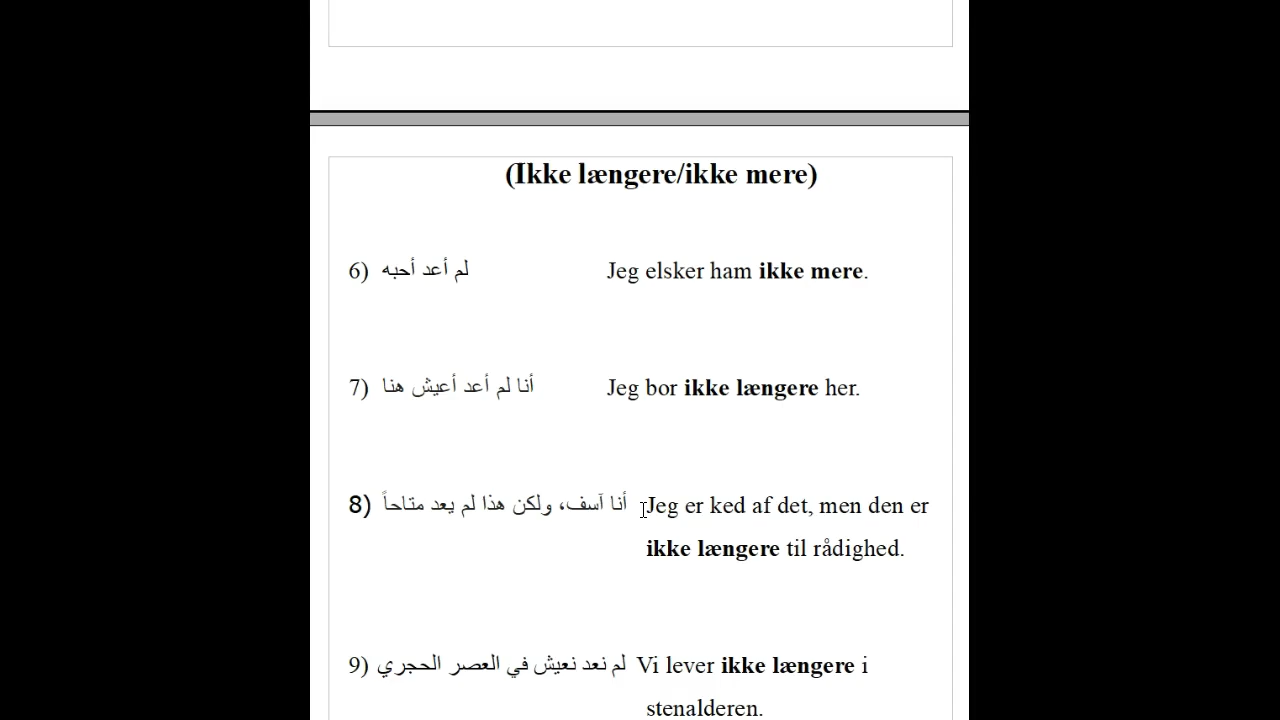 (Ikke længere/ikke mere)
6) لم أعد أحبه Jeg elsker ham ikke mere.
7) أنا لم أعد أعيش هنا Jeg bor ikke længere her.
8) أنا آسف، ولكن هذا لم يعد متاحاً Jeg er ked af det, men den er
ikke længere til rådighed.
9) لم نعد نعيش في العصر الحجري Vi lever ikke længere i
stenalderen.